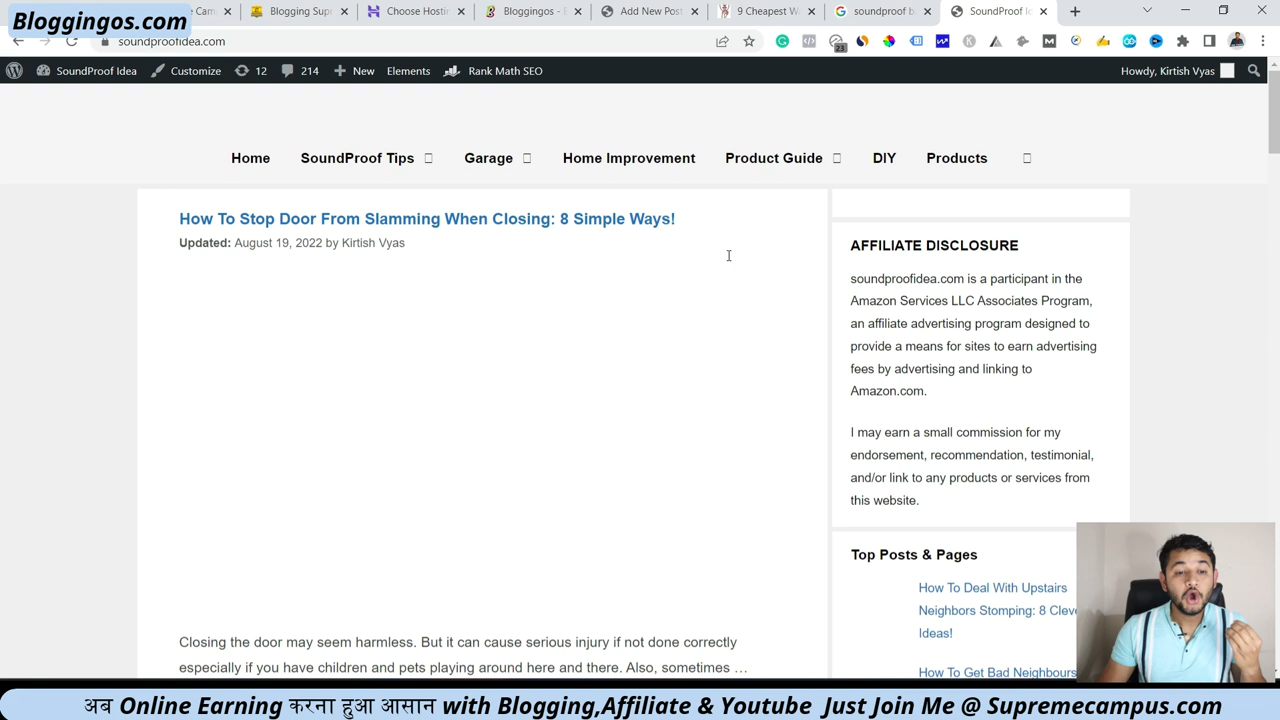 Bloggingos.com
Ca
Blogging Sup
Choose Hostin
Bloggingos - E
Add New Post
9 Cheapest W
soundproof b
SoundProof Id
soundproofidea.com
23
SoundProof Idea
Customize
12
214
New
Elements
Rank Math SEO
Howdy, Kirtish Vyas
Home
SoundProof Tips
Garage
Home Improvement
Product Guide
DIY
Products
How To Stop Door From Slamming When Closing: 8 Simple Ways!
Updated: August 19, 2022 by Kirtish Vyas
Closing the door may seem harmless. But it can cause serious injury if not done correctly
especially if you have children and pets playing around here and there. Also, sometimes …
AFFILIATE DISCLOSURE
soundproofidea.com is a participant in the
Amazon Services LLC Associates Program,
an affiliate advertising program designed to
provide a means for sites to earn advertising
fees by advertising and linking to
Amazon.com.
I may earn a small commission for my
endorsement, recommendation, testimonial,
and/or link to any products or services from
this website.
Top Posts & Pages
How To Deal With Upstairs
Neighbors Stomping: 8 Cleve
Ideas!
How To Get Bad Neighbours
अब Online Earning करना हुआ आसान with Blogging,Affiliate & Youtube Just Join Me @ Supremecampus.com